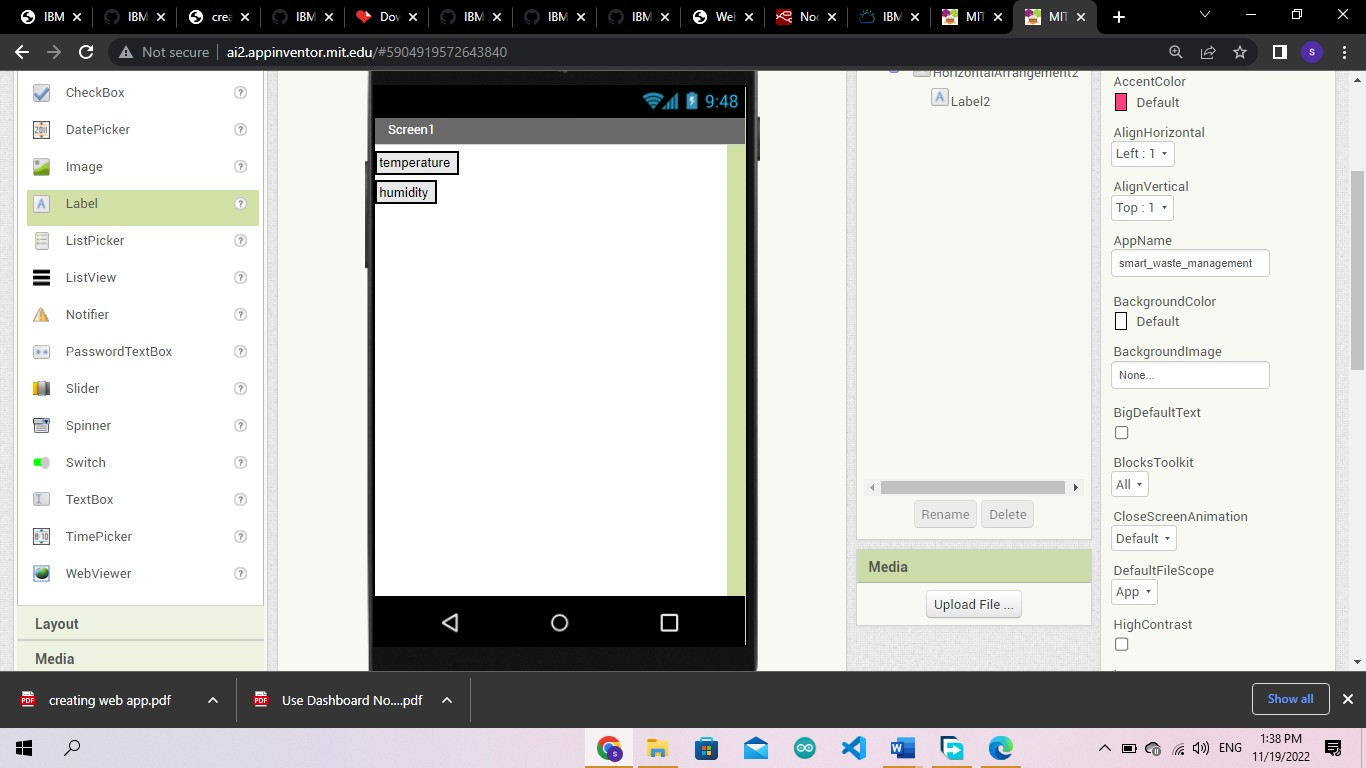 IBM
IBM
crea
IBM
Dov
IBM
IBM
IBM
Web
Noc
IBM
MIT
MIT
Not secure
ai2.appinventor.mit.edu/#5904919572643840
s
CheckBox
DatePicker
Image
Label
ListPicker
ListView
Notifier
PasswordTextBox
Slider
Spinner
Switch
TextBox
TimePicker
WebViewer
Layout
Media
9:48
Screen1
temperature
humidity
HorizontalArrangement2
Label2
Rename
Delete
Media
Upload File ...
AccentColor
Default
AlignHorizontal
Left : 1
AlignVertical
Top : 1
AppName
smart_waste_management
BackgroundColor
Default
BackgroundImage
None...
BigDefaultText
BlocksToolkit
All
CloseScreenAnimation
Default
DefaultFileScope
App
HighContrast
creating web app.pdf
Use Dashboard No....pdf
Show all
ENG
1:38 PM
11/19/2022